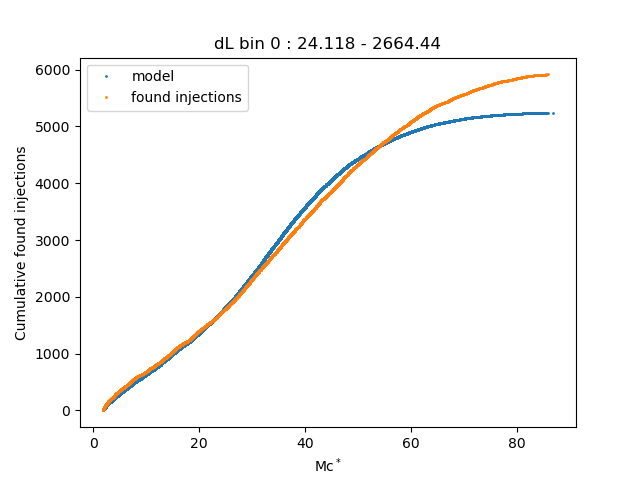 dL bin 0 : 24.118 - 2664.44
model
found injections
Cumulative found injections
6000
5000
4000
3000
2000
1000
0
0 20 40 60 80
Mc*